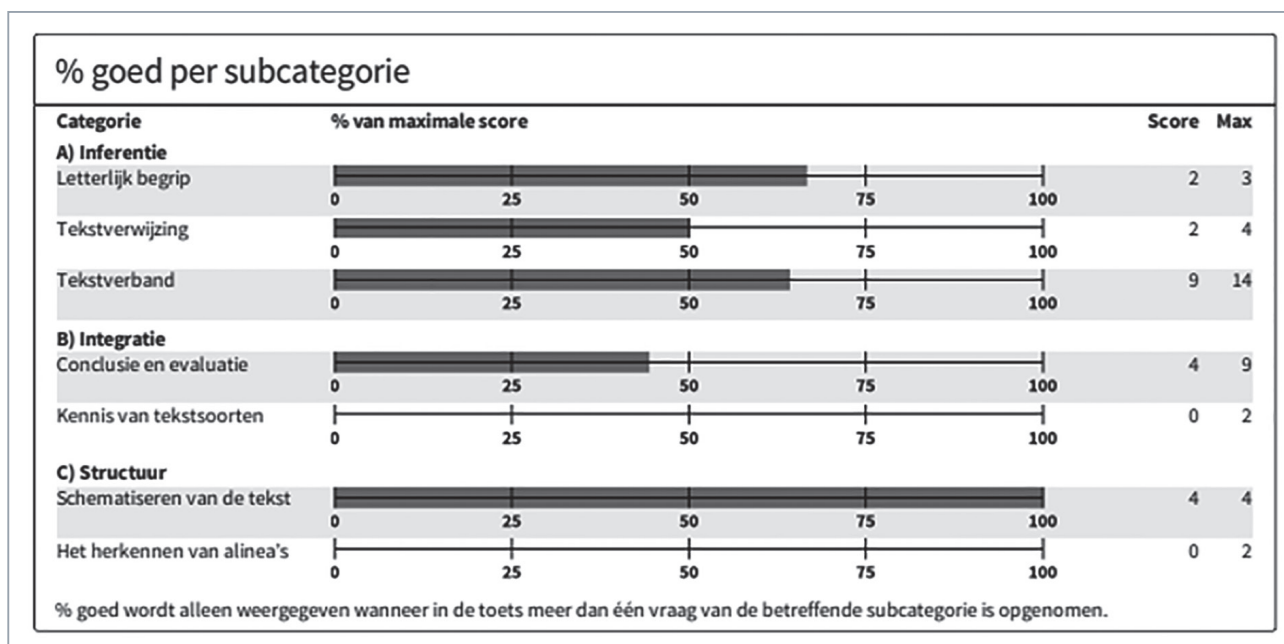 % goed per subcategorie
Categorie % van maximale score Score Max
A) Inferentie
Letterlijk begrip 2 3
0 25 50 75 100
Tekstverwijzing 2 4
0 25 50 75 100
Tekstverband 9 14
0 25 50 75 100
B) Integratie
Conclusie en evaluatie 4 9
0 25 50 75 100
Kennis van tekstsoorten 0 2
0 25 50 75 100
C) Structuur
Schematiseren van de tekst 4 4
0 25 50 75 100
Het herkennen van alinea's 0 2
0 25 50 75 100
% goed wordt alleen weergegeven wanneer in de toets meer dan één vraag van de betreffende subcategorie is opgenomen.